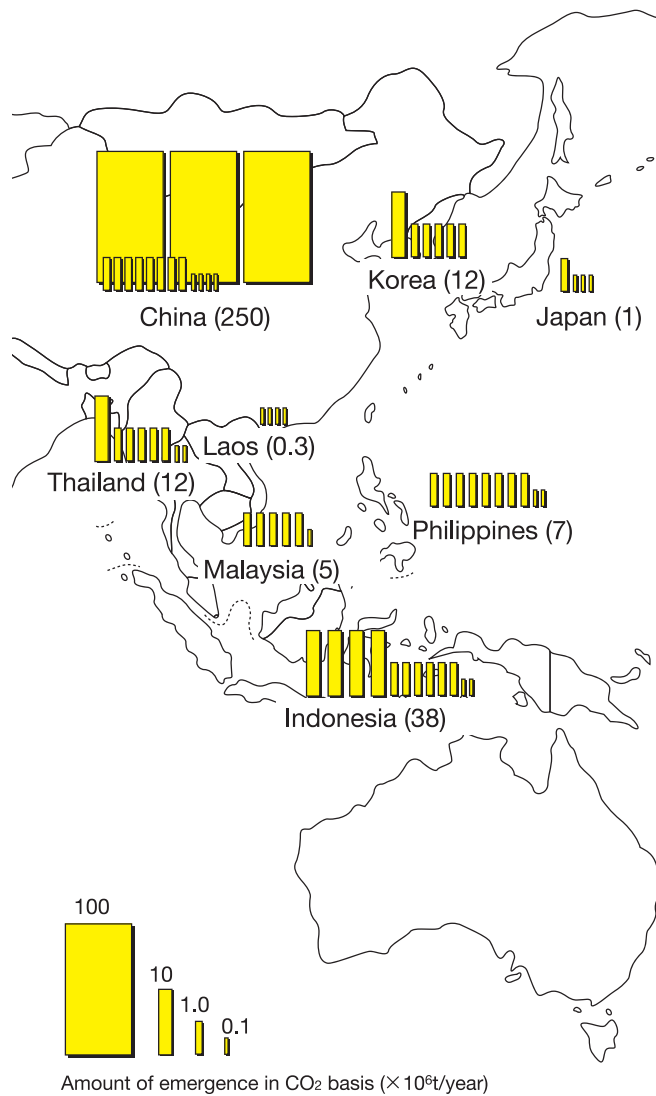 Korea (12)
China (250)
Japan (1)
Laos (0.3)
Thailand (12)
Philippines (7)
Malaysia (5)
Indonesia (38)
100
10
1.0
0.1
Amount of emergence in CO₂ basis (×10⁶t/year)